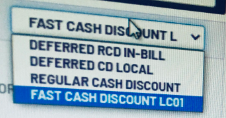 FAST CASH DISCOUNT L
DEFERRED RCD IN-BILL
DEFERRED CD LOCAL
REGULAR CASH DISCOUNT
FAST CASH DISCOUNT LC01